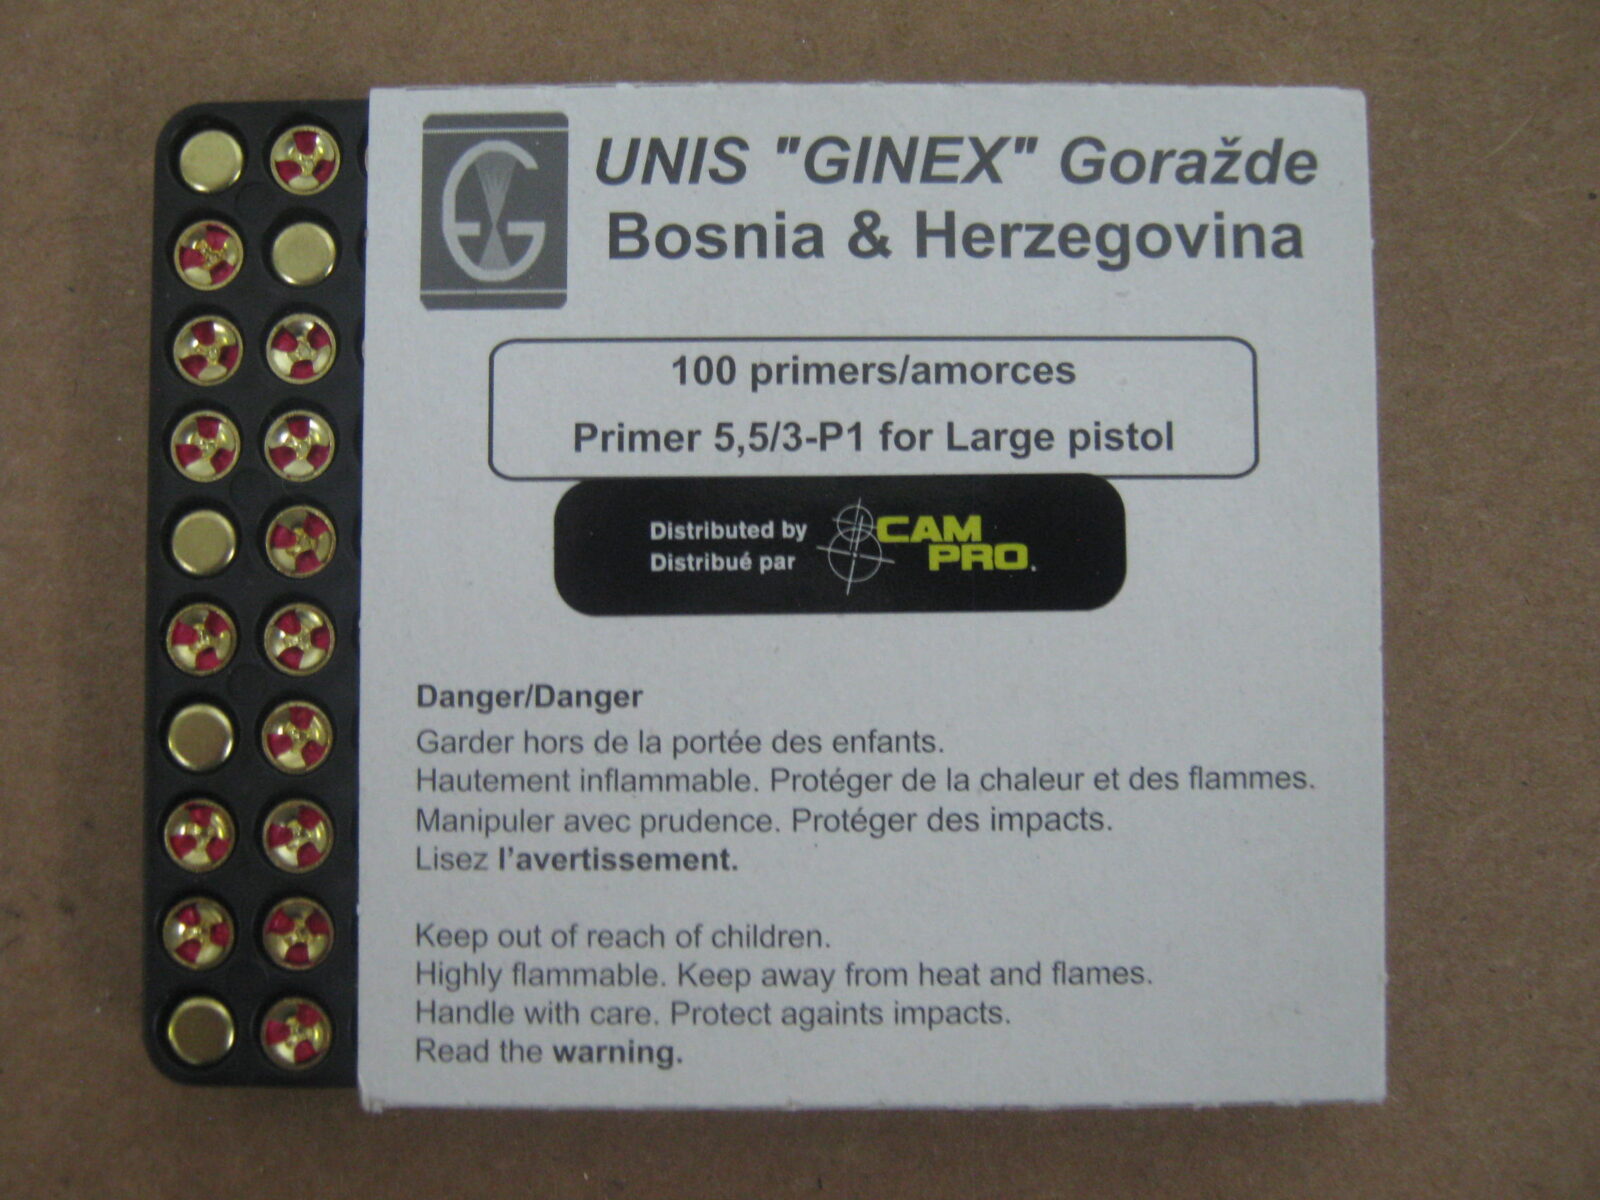 UNIS "GINEX" Goražde
Bosnia & Herzegovina
100 primers/amorces
Primer 5,5/3-P1 for Large pistol
Distributed by
Distribué par
CAM
PRO.
Danger/Danger
Garder hors de la portée des enfants.
Hautement inflammable. Protéger de la chaleur et des flammes.
Manipuler avec prudence. Protéger des impacts.
Lisez l'avertissement.
Keep out of reach of children.
Highly flammable. Keep away from heat and flames.
Handle with care. Protect againts impacts.
Read the warning.